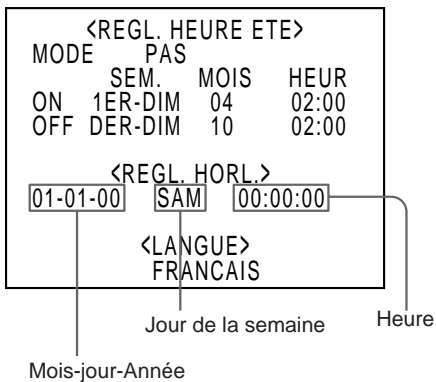 <REGL. HEURE ETE>
MODE PAS
SEM. MOIS HEUR
ON 1ER-DIM 04 02:00
OFF DER-DIM 10 02:00
<REGL. HORL.>
01-01-00 SAM 00:00:00
<LANGUE>
FRANCAIS
Jour de la semaine
Heure
Mois-jour-Année